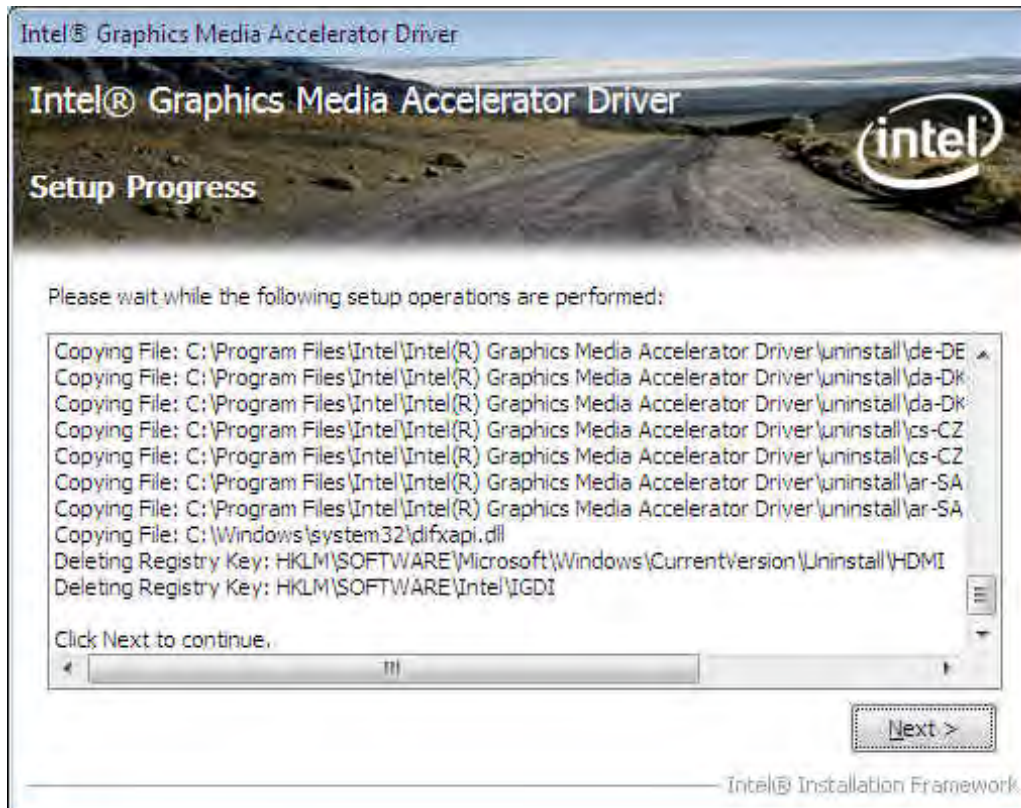 Intel® Graphics Media Accelerator Driver
Intel® Graphics Media Accelerator Driver
intel
Setup Progress
Please wait while the following setup operations are performed:
Copying File: C:\Program Files\Intel\Intel(R) Graphics Media Accelerator Driver\uninstall\de-DE
Copying File: C:\Program Files\Intel\Intel(R) Graphics Media Accelerator Driver\uninstall\da-DK
Copying File: C:\Program Files\Intel\Intel(R) Graphics Media Accelerator Driver\uninstall\da-DK
Copying File: C:\Program Files\Intel\Intel(R) Graphics Media Accelerator Driver\uninstall\cs-CZ
Copying File: C:\Program Files\Intel\Intel(R) Graphics Media Accelerator Driver\uninstall\cs-CZ
Copying File: C:\Program Files\Intel\Intel(R) Graphics Media Accelerator Driver\uninstall\ar-SA
Copying File: C:\Program Files\Intel\Intel(R) Graphics Media Accelerator Driver\uninstall\ar-SA
Copying File: C:\Windows\system32\difxapi.dll
Deleting Registry Key: HKLM\SOFTWARE\Microsoft\Windows\CurrentVersion\Uninstall\HDMI
Deleting Registry Key: HKLM\SOFTWARE\Intel\IGDI
Click Next to continue.
Next >
Intel® Installation Framework